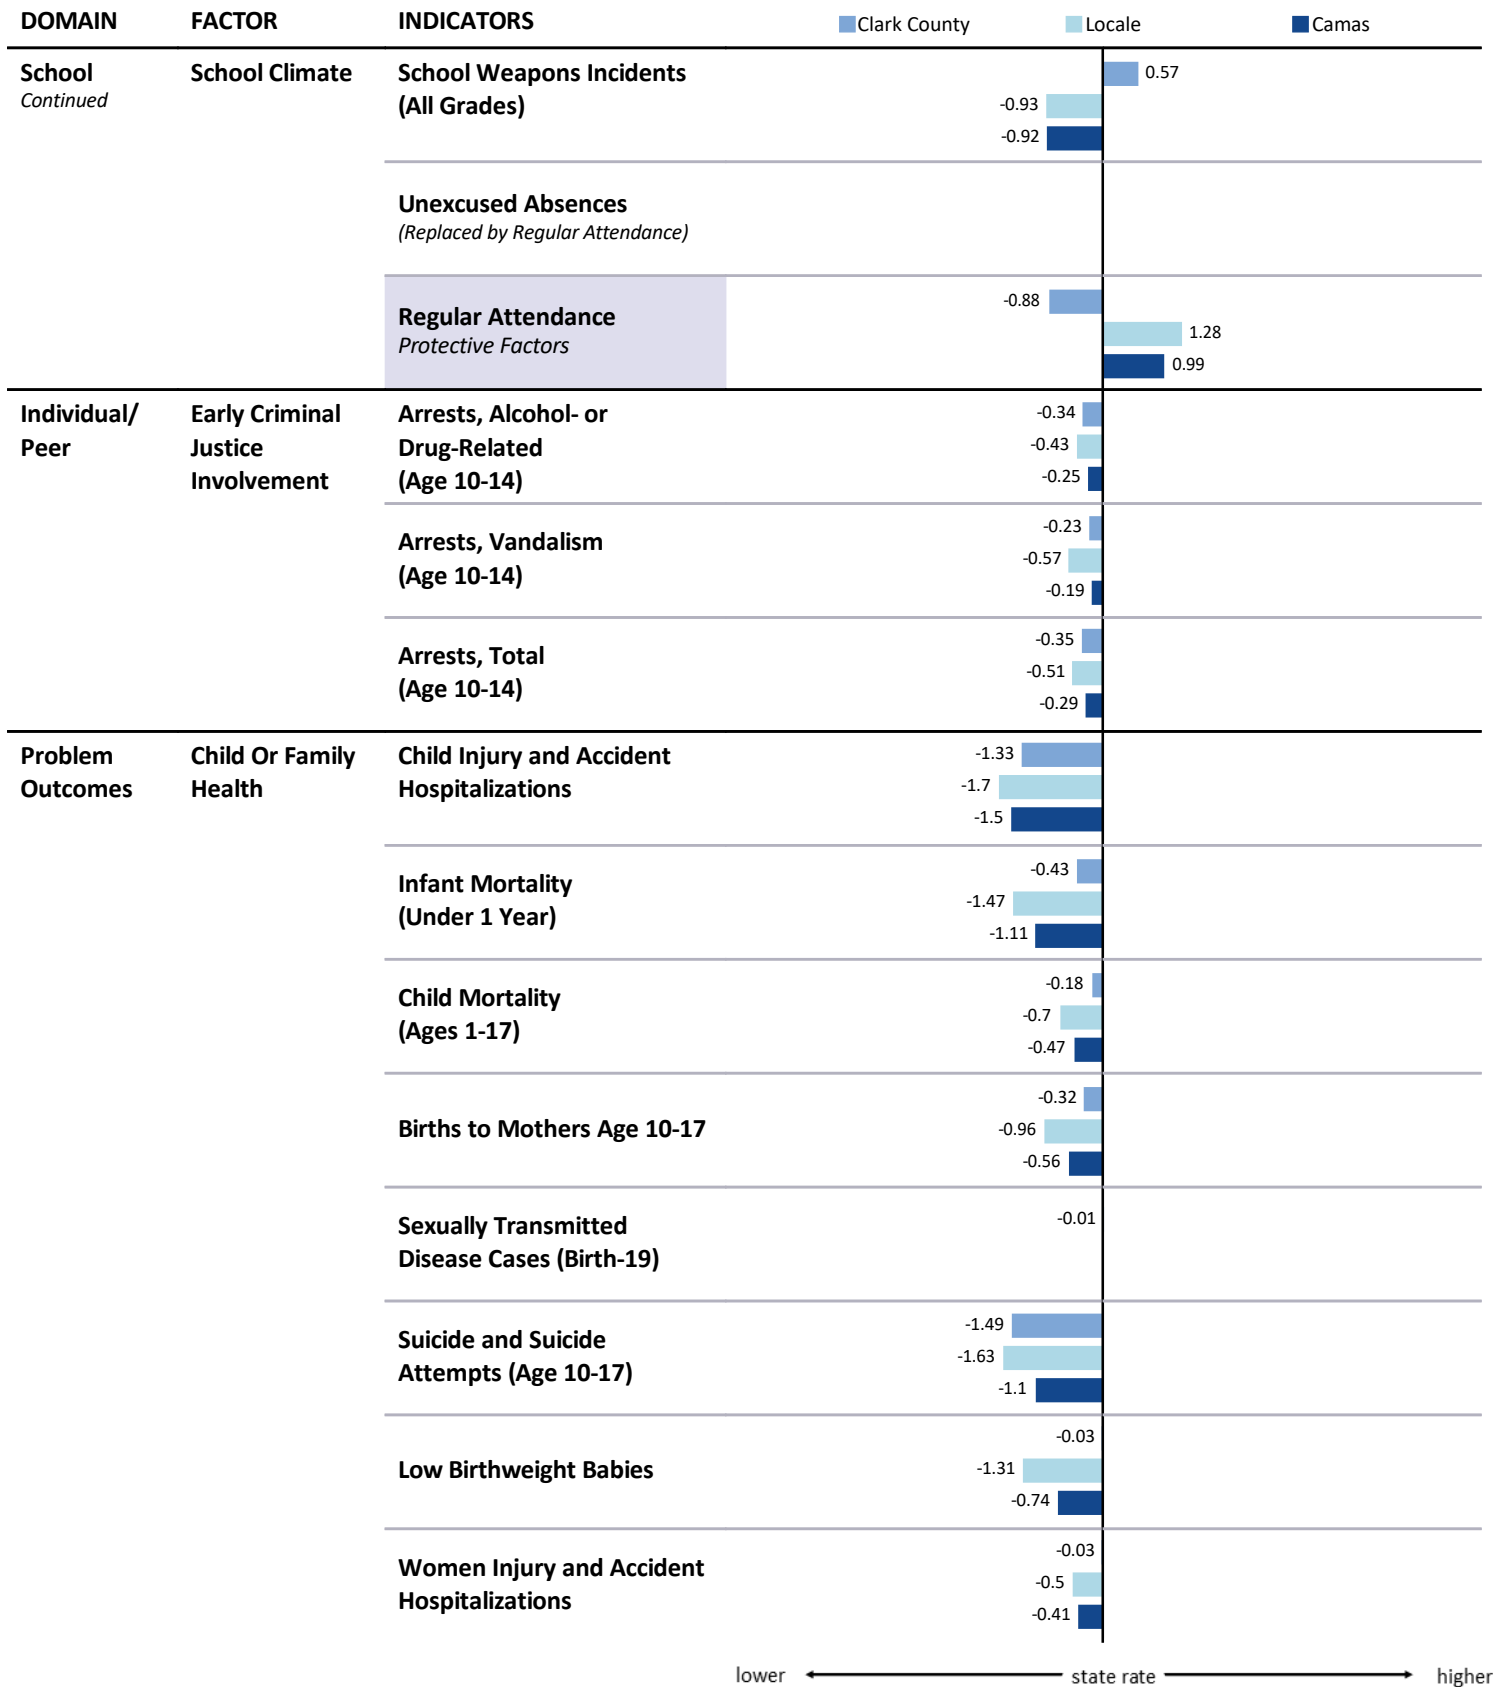 DOMAIN FACTOR INDICATORS Clark County Locale Camas
School School Climate School Weapons Incidents 0.57
Continued (All Grades) -0.93
-0.92
Unexcused Absences
(Replaced by Regular Attendance)
-0.88
Regular Attendance 1.28
Protective Factors 0.99
Individual/ Early Criminal Arrests, Alcohol- or -0.34
Peer Justice Drug-Related -0.43
Involvement (Age 10-14) -0.25
-0.23
Arrests, Vandalism -0.57
(Age 10-14) -0.19
-0.35
Arrests, Total -0.51
(Age 10-14) -0.29
Problem Child Or Family Child Injury and Accident -1.33
Outcomes Health Hospitalizations -1.7
-1.5
-0.43
Infant Mortality -1.47
(Under 1 Year) -1.11
-0.18
Child Mortality -0.7
(Ages 1-17) -0.47
-0.32
Births to Mothers Age 10-17 -0.96
-0.56
Sexually Transmitted -0.01
Disease Cases (Birth-19)
-1.49
Suicide and Suicide -1.63
Attempts (Age 10-17) -1.1
-0.03
Low Birthweight Babies -1.31
-0.74
-0.03
Women Injury and Accident -0.5
Hospitalizations -0.41
lower state rate higher